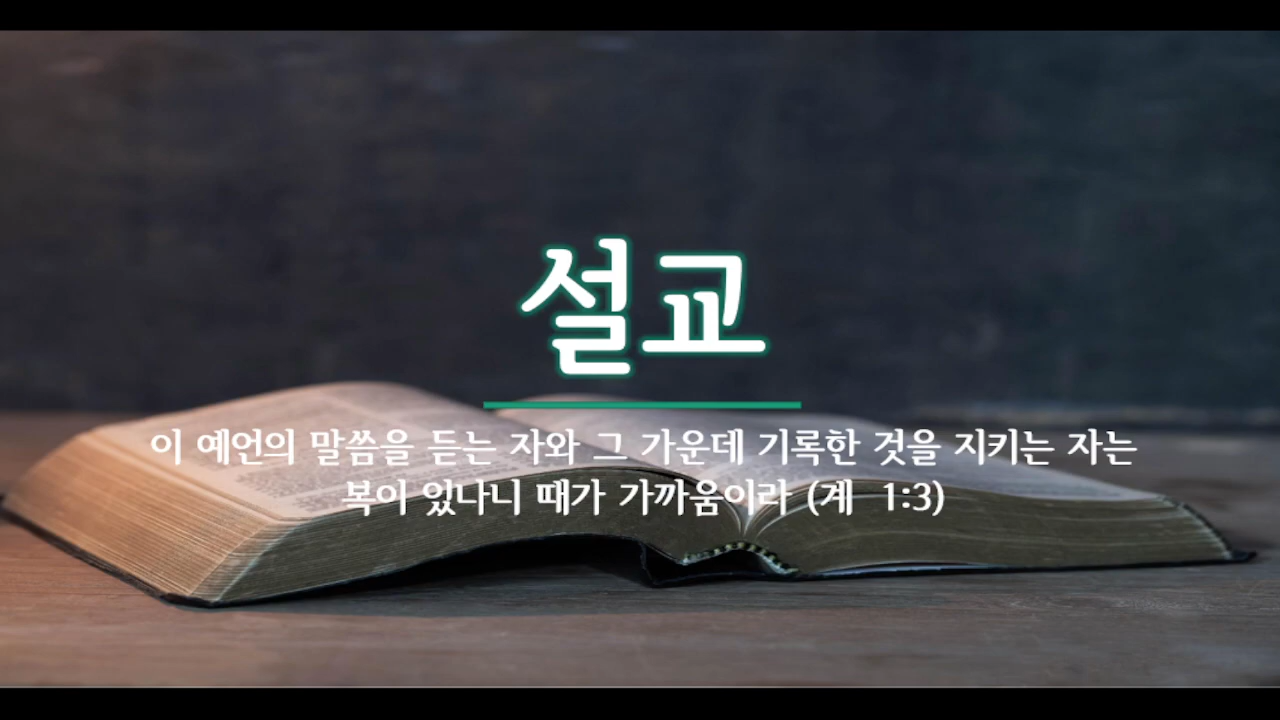 설교
이 예언의 말씀을 듣는 자와 그 가운데 기록한 것을 지키는 자는
복이 있나니 때가 가까움이라 (계 1:3)